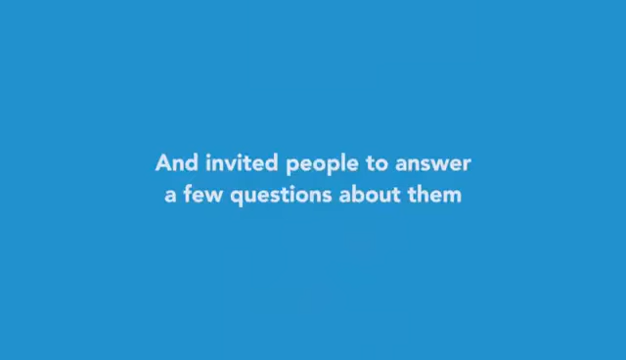 And invited people to answer
a few questions about them